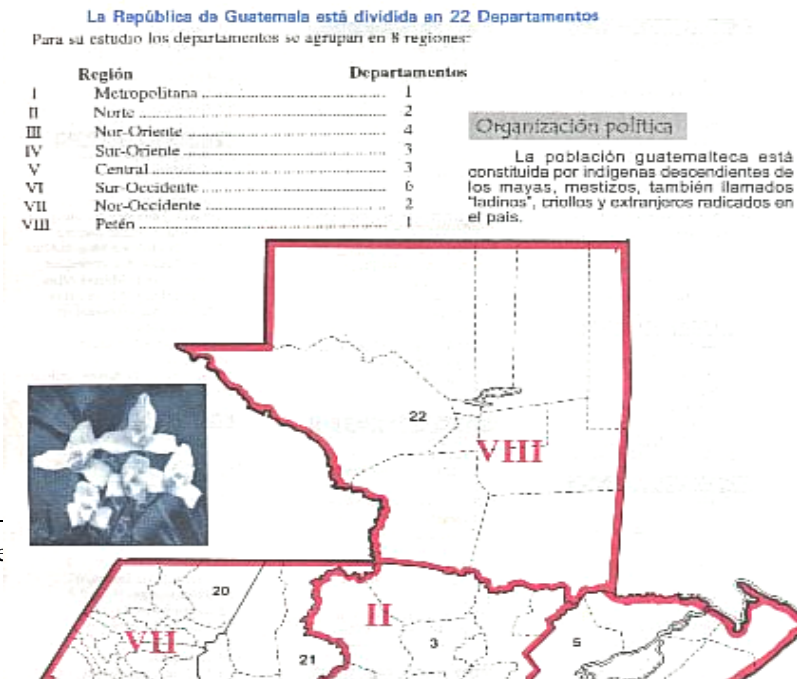 La República de Guatemala está dividida en 22 Departamentos
Para su estudio los departamentos se agrupan en 8 regiones:
Región Departamentos
I Metropolitana 1
II Norte 2
III Nor-Oriente 4
IV Sur-Oriente 3
V Central 3
VI Sur-Occidente 6
VII Nor-Occidente 2
VIII Petén 1
Organización política
La población guatemalteca está
constituida por indígenas descendientes de
los mayas, mestizos, también llamados
"ladinos", criollos y extranjeros radicados en
el país.
22
VIII
20
II
VII
3
5
21